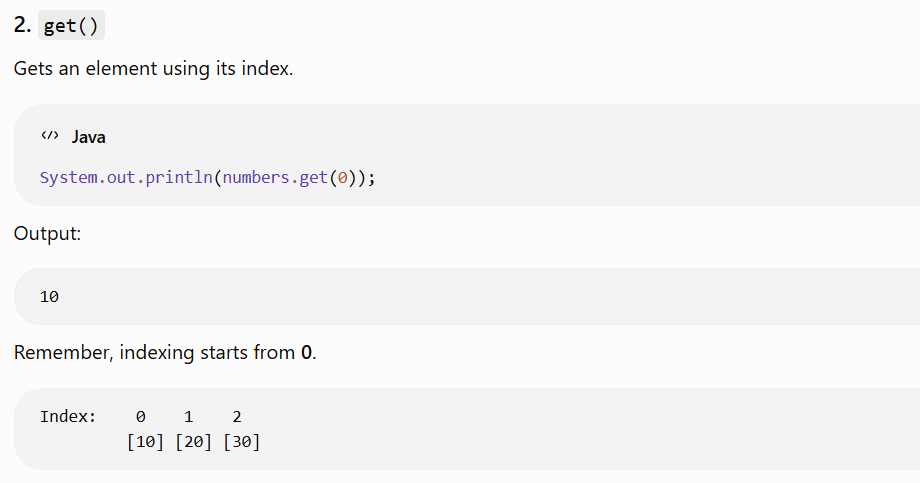 2. get()
Gets an element using its index.
</> Java
System.out.println(numbers.get(0));
Output:
10
Remember, indexing starts from 0.
Index:    0    1    2
         [10] [20] [30]